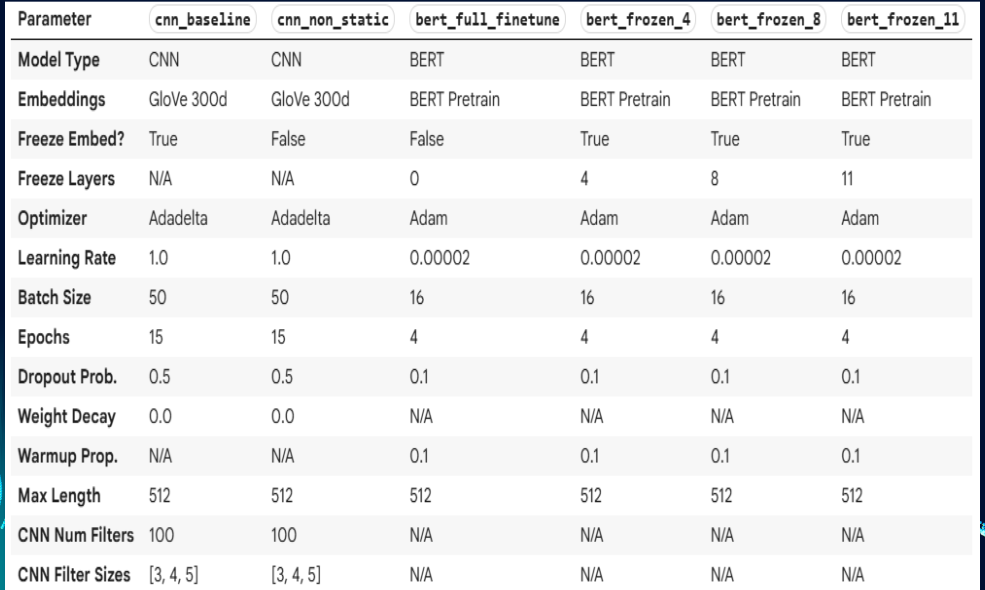 Parameter cnn_baseline cnn_non_static bert_full_finetune bert_frozen_4 bert_frozen_8 bert_frozen_11
Model Type CNN CNN BERT BERT BERT BERT
Embeddings GloVe 300d GloVe 300d BERT Pretrain BERT Pretrain BERT Pretrain BERT Pretrain
Freeze Embed? True False False True True True
Freeze Layers N/A N/A 0 4 8 11
Optimizer Adadelta Adadelta Adam Adam Adam Adam
Learning Rate 1.0 1.0 0.00002 0.00002 0.00002 0.00002
Batch Size 50 50 16 16 16 16
Epochs 15 15 4 4 4 4
Dropout Prob. 0.5 0.5 0.1 0.1 0.1 0.1
Weight Decay 0.0 0.0 N/A N/A N/A N/A
Warmup Prop. N/A N/A 0.1 0.1 0.1 0.1
Max Length 512 512 512 512 512 512
CNN Num Filters 100 100 N/A N/A N/A N/A
CNN Filter Sizes [3, 4, 5] [3, 4, 5] N/A N/A N/A N/A